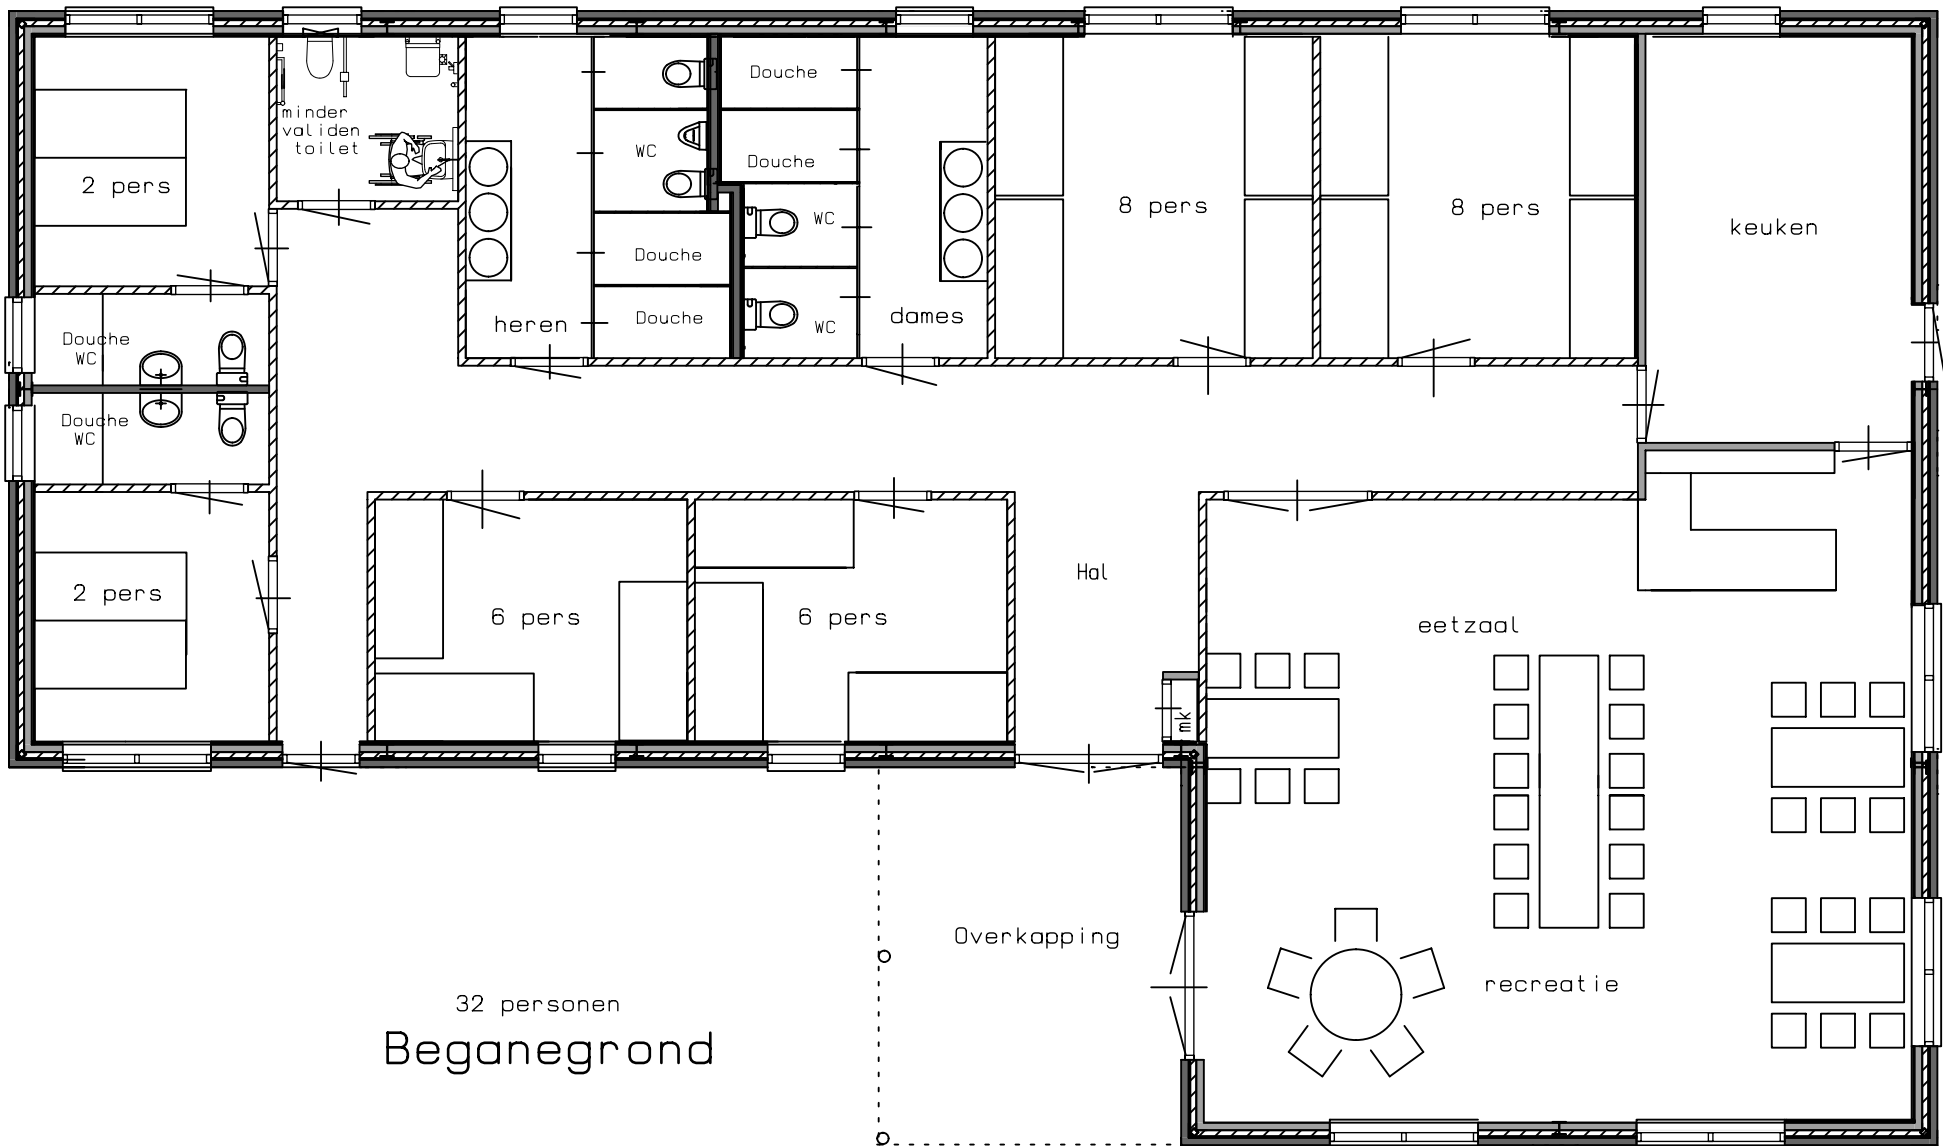 minder
validen
toilet
2 pers
WC
Douche
Douche
WC
WC
Douche
Douche
heren
dames
8 pers
8 pers
keuken
Douche
WC
Douche
WC
2 pers
6 pers
6 pers
Hal
mk
eetzaal
Overkapping
recreatie
32 personen
Beganegrond